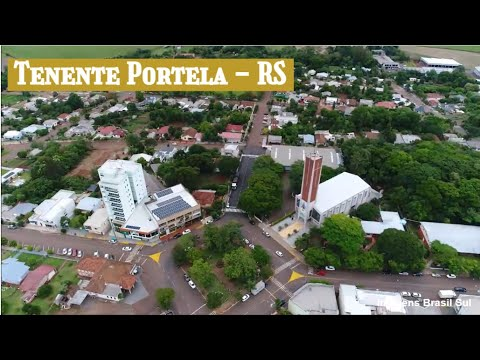 Tenente Portela – RS
Imagens Brasil Sul